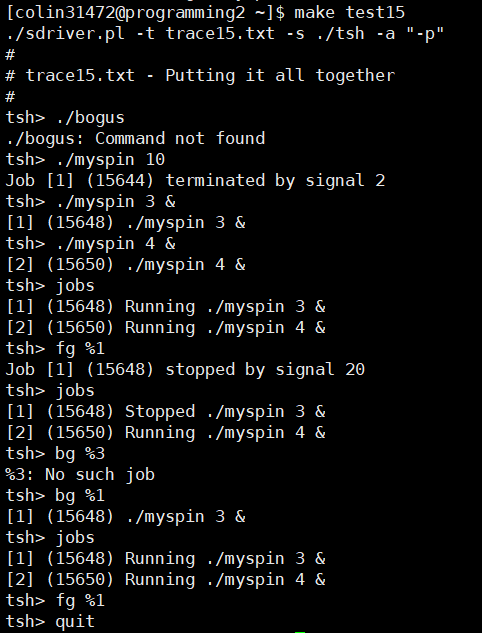 [colin31472@programming2 ~]$ make test15
./sdriver.pl -t trace15.txt -s ./tsh -a "-p"
#
# trace15.txt - Putting it all together
#
tsh> ./bogus
./bogus: Command not found
tsh> ./myspin 10
Job [1] (15644) terminated by signal 2
tsh> ./myspin 3 &
[1] (15648) ./myspin 3 &
tsh> ./myspin 4 &
[2] (15650) ./myspin 4 &
tsh> jobs
[1] (15648) Running ./myspin 3 &
[2] (15650) Running ./myspin 4 &
tsh> fg %1
Job [1] (15648) stopped by signal 20
tsh> jobs
[1] (15648) Stopped ./myspin 3 &
[2] (15650) Running ./myspin 4 &
tsh> bg %3
%3: No such job
tsh> bg %1
[1] (15648) ./myspin 3 &
tsh> jobs
[1] (15648) Running ./myspin 3 &
[2] (15650) Running ./myspin 4 &
tsh> fg %1
tsh> quit